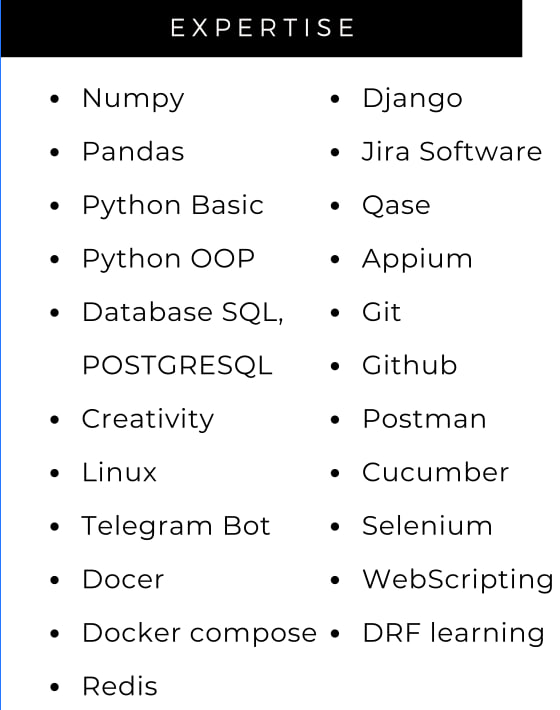 EXPERTISE
• Numpy
• Pandas
• Python Basic
• Python OOP
• Database SQL,
POSTGRESQL
• Creativity
• Linux
• Telegram Bot
• Docer
• Docker compose
• Redis
• Django
• Jira Software
• Qase
• Appium
• Git
• Github
• Postman
• Cucumber
• Selenium
• WebScripting
• DRF learning